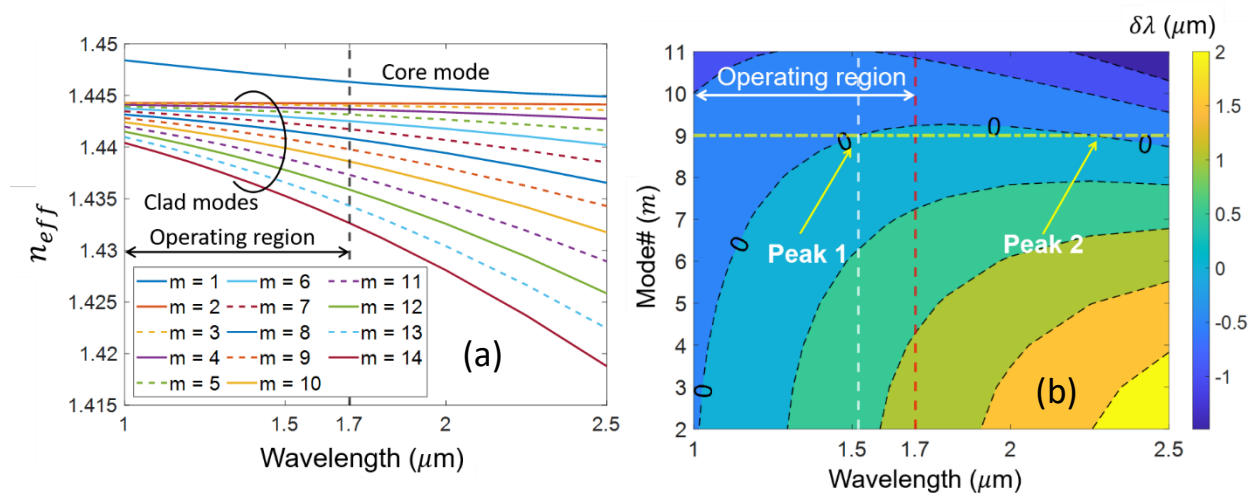 (a)
1.45
1.445
1.44
1.435
1.43
1.425
1.42
1.415
n_eff
Core mode
Clad modes
Operating region
m = 1
m = 2
m = 3
m = 4
m = 5
m = 6
m = 7
m = 8
m = 9
m = 10
m = 11
m = 12
m = 13
m = 14
1 1.5 1.7 2 2.5
Wavelength (μm)
(b)
δλ (μm)
11
10
9
8
7
6
5
4
3
2
Mode# (m)
Operating region
0 0
0
0
0
0
Peak 1
Peak 2
1 1.5 1.7 2 2.5
Wavelength (μm)
2
1.5
1
0.5
0
-0.5
-1